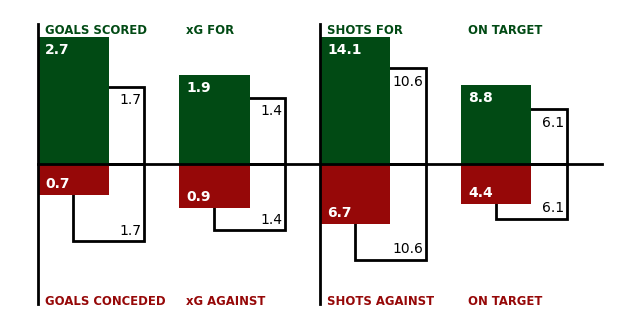 GOALS SCORED xG FOR SHOTS FOR ON TARGET
2.7 1.9 14.1 8.8
1.7 1.4 10.6 6.1
0.7 0.9 6.7 4.4
1.7 1.4 10.6 6.1
GOALS CONCEDED xG AGAINST SHOTS AGAINST ON TARGET